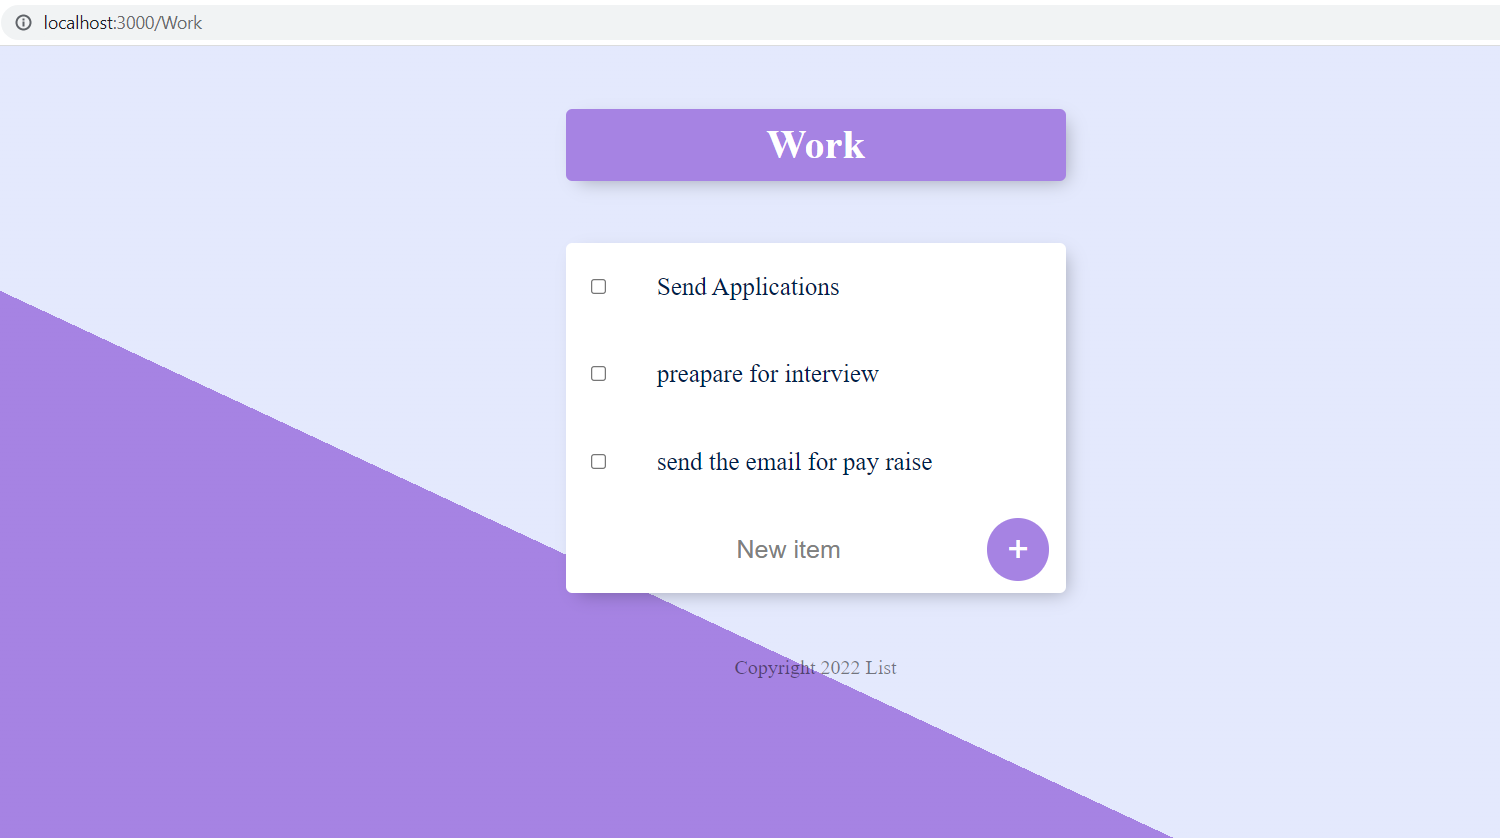 localhost:3000/Work
Work
Send Applications
preapare for interview
send the email for pay raise
New item
+
Copyright 2022 List